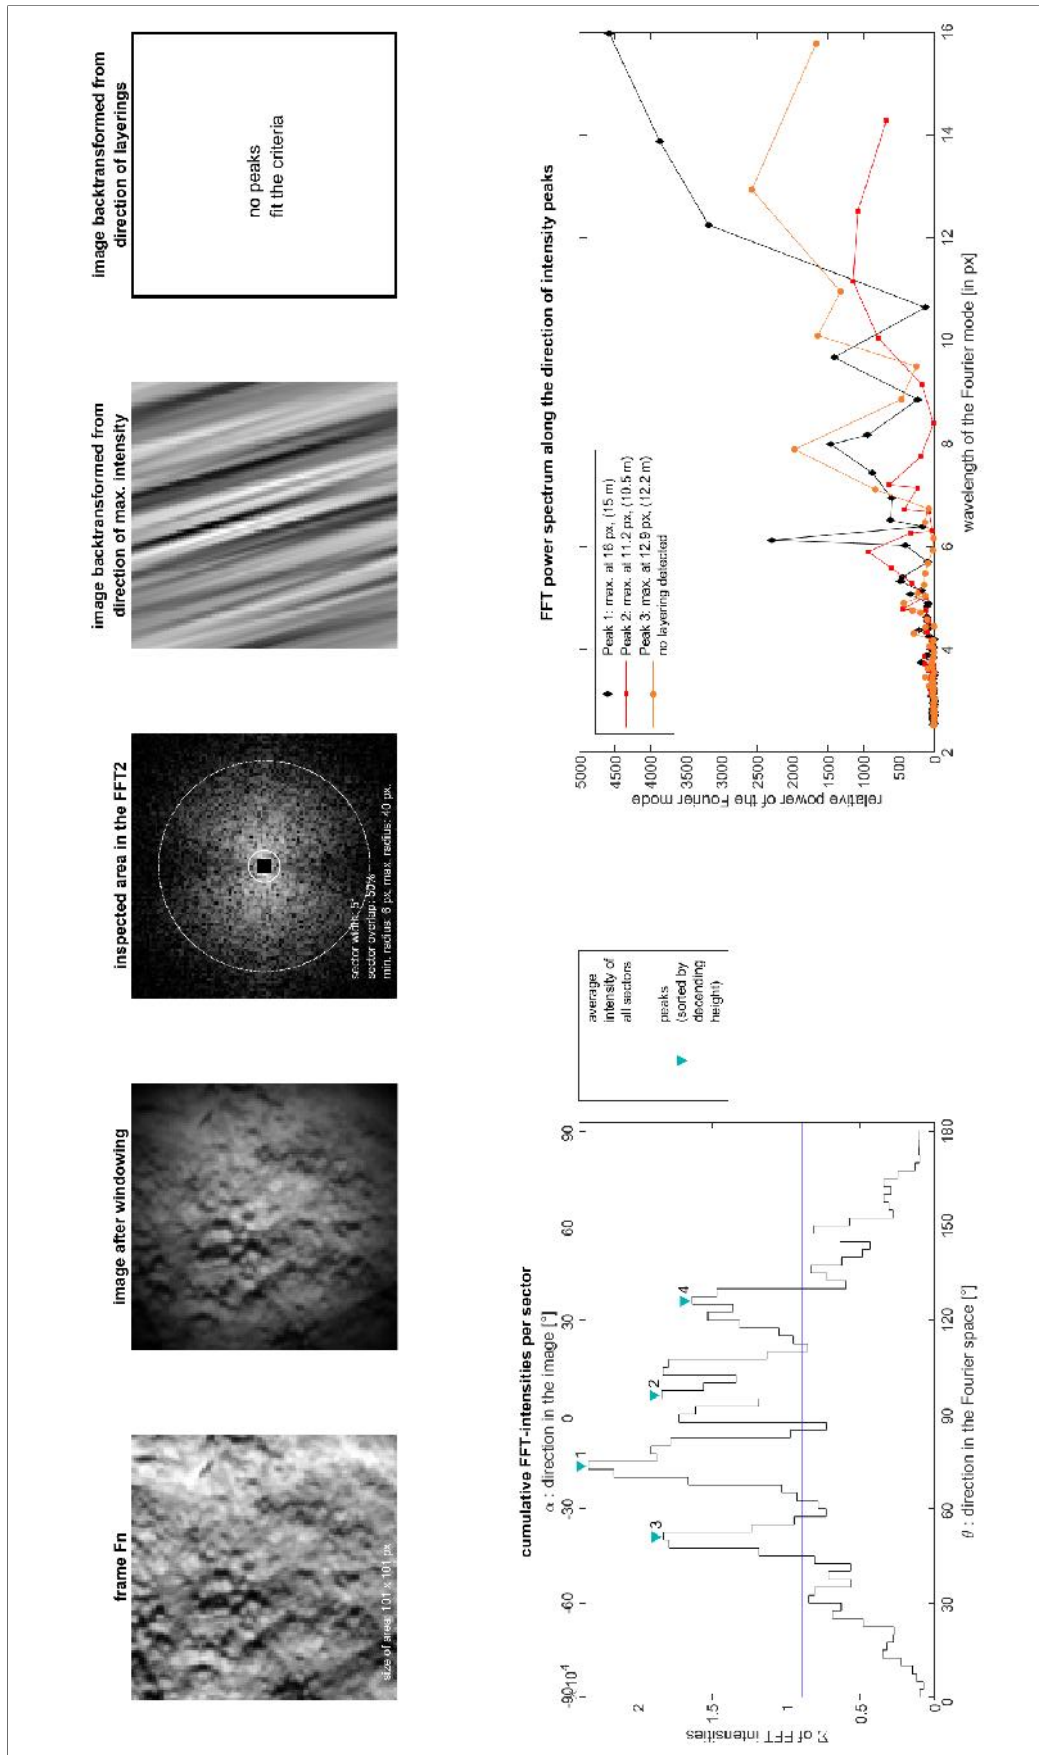 frame Fn
size of area: 101 x 101 px
image after windowing
inspected area in the FFT2
sector width: 5°
sector overlap: 50%
min. radius: 6 px, max. radius: 40 px,
image backtransformed from
direction of max. intensity
image backtransformed from
direction of layerings
no peaks
fit the criteria
cumulative FFT-intensities per sector
α : direction in the image [°]
-90 -60 -30 0 30 60 90
10⁴
2
1.5
1
0.5
0
Σ of FFT intensities
3
1
2
4
0 30 60 90 120 150 180
θ : direction in the Fourier space [°]
average
intensity of
all sectors
peaks
(sorted by
decending
height)
FFT power spectrum along the direction of intensity peaks
Peak 1: max. at 16 px, (15 m)
Peak 2: max. at 11.2 px, (10.5 m)
Peak 3: max. at 12.9 px, (12.2 m)
no layering detected
5000
4500
4000
3500
3000
2500
2000
1500
1000
500
0
relative power of the Fourier mode
2 4 6 8 10 12 14 16
wavelength of the Fourier mode [in px]